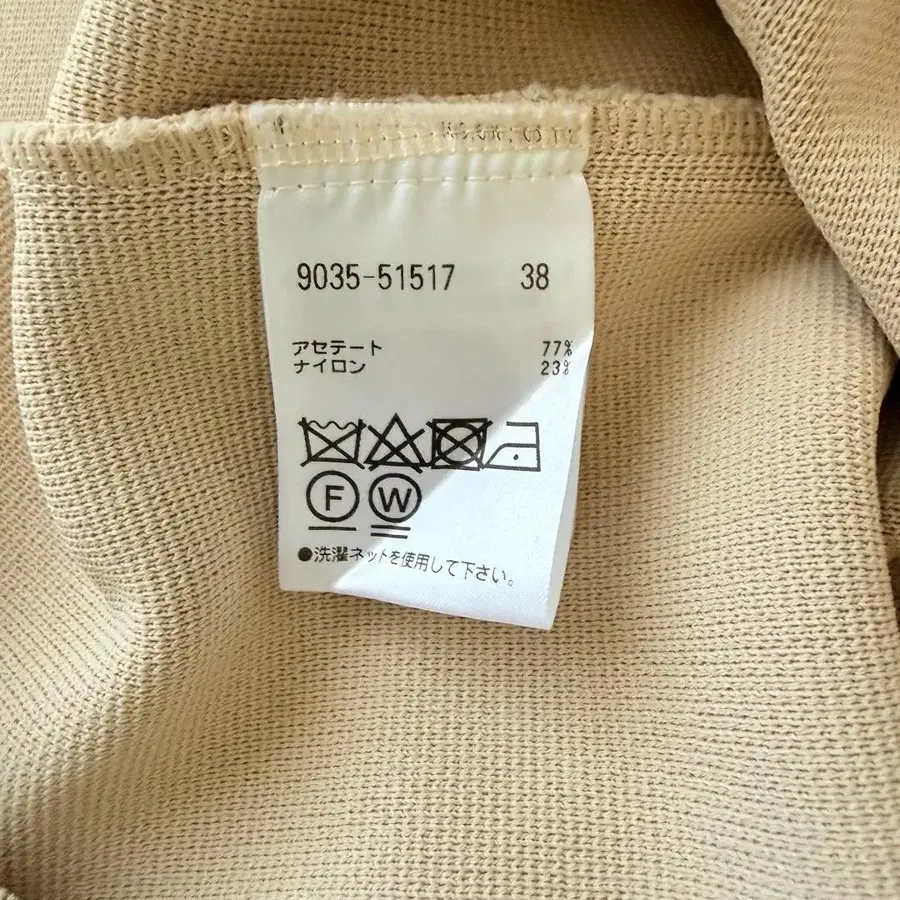 9035-51517 38
アセテート 77%
ナイロン 23%
F W
●洗濯ネットを使用して下さい。